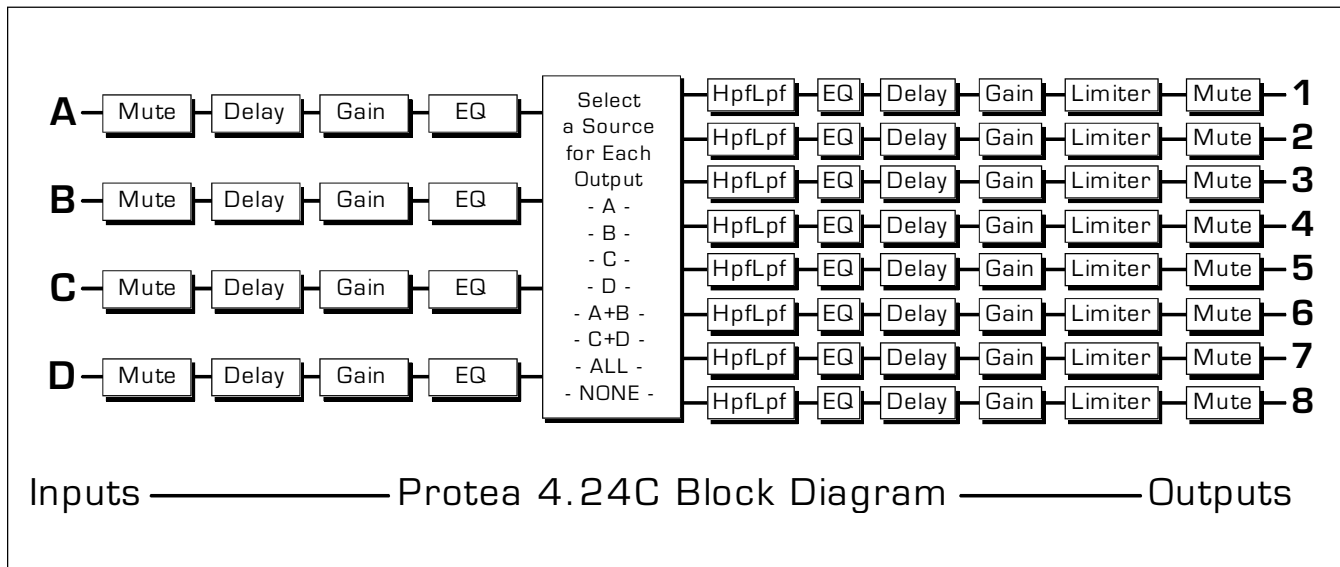 A Mute Delay Gain EQ
B Mute Delay Gain EQ
C Mute Delay Gain EQ
D Mute Delay Gain EQ
Select
a Source
for Each
Output
- A -
- B -
- C -
- D -
- A+B -
- C+D -
- ALL -
- NONE -
HpfLpf EQ Delay Gain Limiter Mute 1
HpfLpf EQ Delay Gain Limiter Mute 2
HpfLpf EQ Delay Gain Limiter Mute 3
HpfLpf EQ Delay Gain Limiter Mute 4
HpfLpf EQ Delay Gain Limiter Mute 5
HpfLpf EQ Delay Gain Limiter Mute 6
HpfLpf EQ Delay Gain Limiter Mute 7
HpfLpf EQ Delay Gain Limiter Mute 8
Inputs Protea 4.24C Block Diagram Outputs